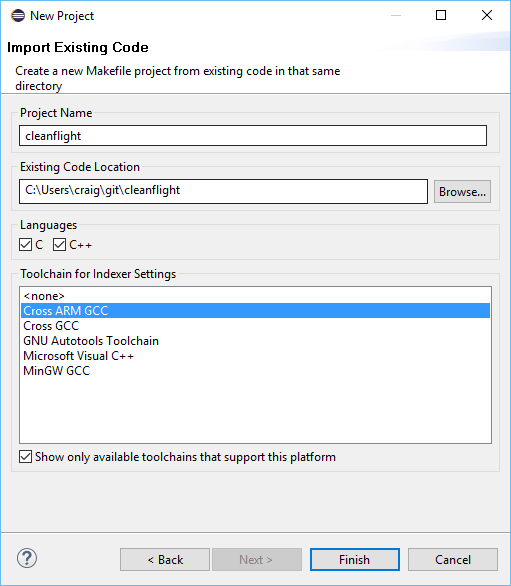 New Project
Import Existing Code
Create a new Makefile project from existing code in that same
directory
Project Name
cleanflight
Existing Code Location
C:\Users\craig\git\cleanflight
Browse...
Languages
C C++
Toolchain for Indexer Settings
<none>
Cross ARM GCC
Cross GCC
GNU Autotools Toolchain
Microsoft Visual C++
MinGW GCC
Show only available toolchains that support this platform
? < Back Next > Finish Cancel